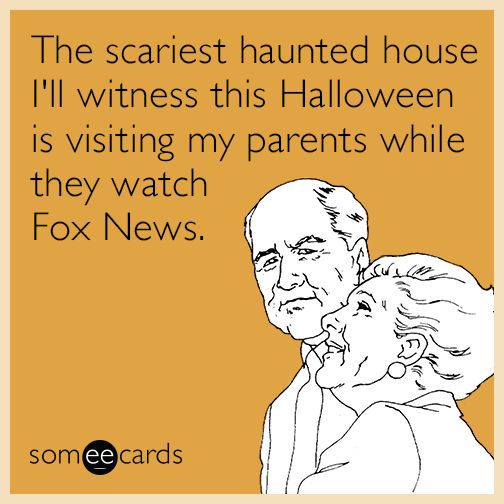 The scariest haunted house
I'll witness this Halloween
is visiting my parents while
they watch
Fox News.
someecards